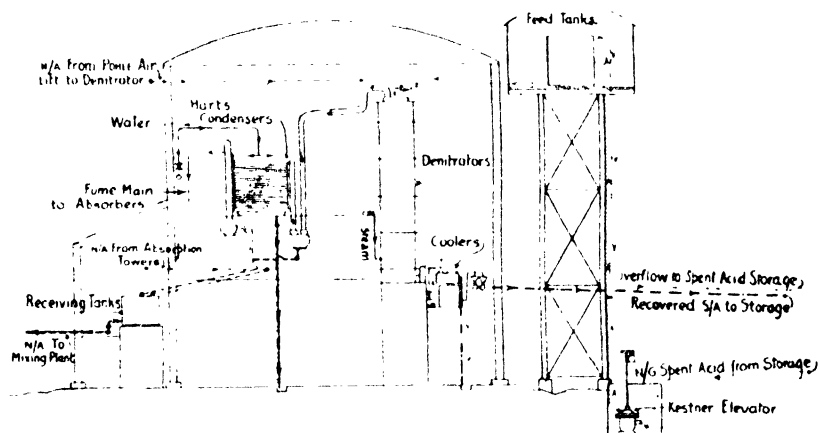 Feed Tanks
N/A From Pohle Air
Lift to Denitrator
Hart's
Condensers
Water
Denitrators
Fume Main
to Absorbers
Steam
Coolers
N/A From Absorption
Towers
Overflow to Spent Acid Storage
Receiving Tanks
Recovered S/A to Storage
N/A To
Mixing Plant
N/G Spent Acid from Storage
Kestner Elevator